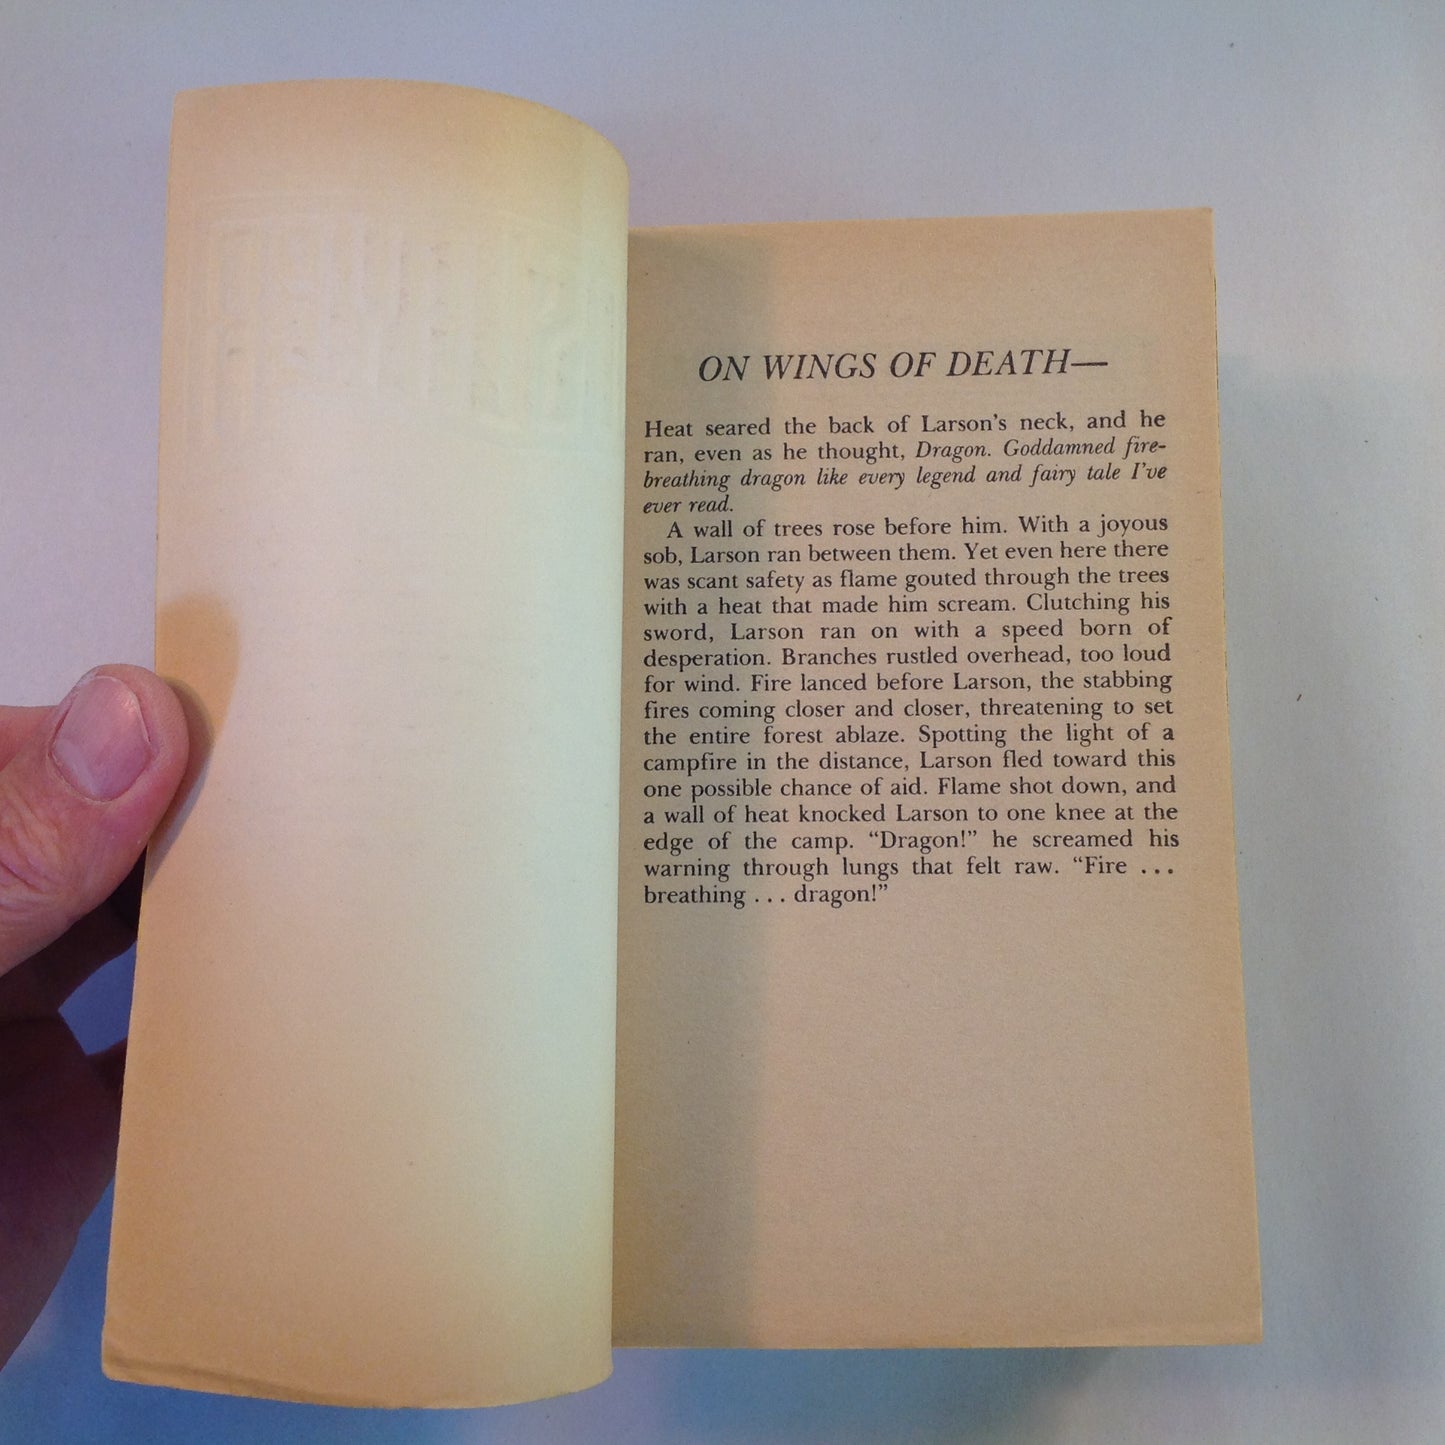 ON WINGS OF DEATH—
Heat seared the back of Larson's neck, and he
ran, even as he thought, Dragon. Goddamned fire-
breathing dragon like every legend and fairy tale I've
ever read.
A wall of trees rose before him. With a joyous
sob, Larson ran between them. Yet even here there
was scant safety as flame gouted through the trees
with a heat that made him scream. Clutching his
sword, Larson ran on with a speed born of
desperation. Branches rustled overhead, too loud
for wind. Fire lanced before Larson, the stabbing
fires coming closer and closer, threatening to set
the entire forest ablaze. Spotting the light of a
campfire in the distance, Larson fled toward this
one possible chance of aid. Flame shot down, and
a wall of heat knocked Larson to one knee at the
edge of the camp. “Dragon!” he screamed his
warning through lungs that felt raw. “Fire ...
breathing ... dragon!”